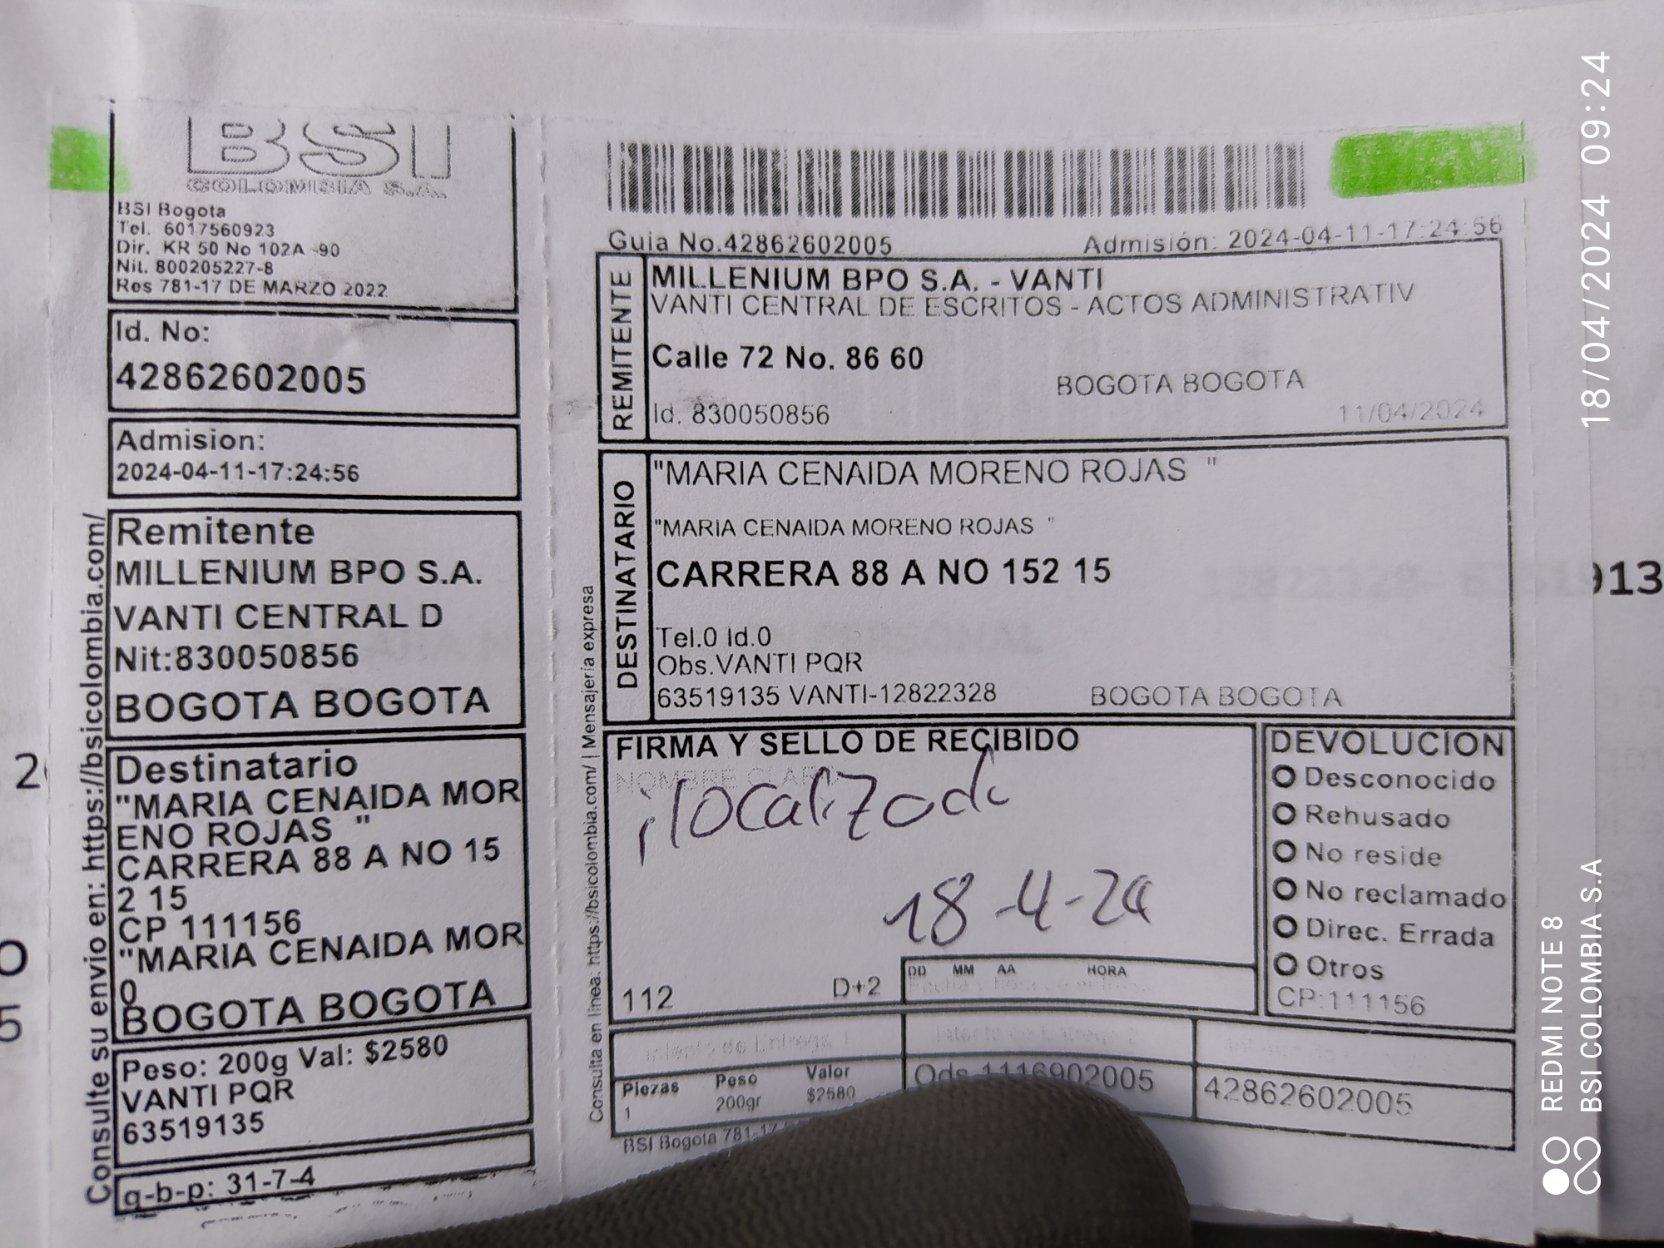 BSI
COLOMBIA S.A.
BSI Bogota
Tel. 6017560923
Dir. KR 50 No 102A -90
Nit. 800205227-8
Res 781-17 DE MARZO 2022
Id. No:
42862602005
Admision:
2024-04-11-17:24:56
Remitente
MILLENIUM BPO S.A.
VANTI CENTRAL D
Nit:830050856
BOGOTA BOGOTA
Destinatario
"MARIA CENAIDA MOR
ENO ROJAS "
CARRERA 88 A NO 15
2 15
CP 111156
"MARIA CENAIDA MOR
O
BOGOTA BOGOTA
Peso: 200g Val: $2580
VANTI PQR
63519135
q-b-p: 31-7-4
Consulte su envio en: https://bsicolombia.com/
Guia No.42862602005
Admisión: 2024-04-11-17:24:56
REMITENTE
MILLENIUM BPO S.A. - VANTI
VANTI CENTRAL DE ESCRITOS - ACTOS ADMINISTRATIV
Calle 72 No. 86 60
BOGOTA BOGOTA
Id. 830050856
11/04/2024
DESTINATARIO
"MARIA CENAIDA MORENO ROJAS "
"MARIA CENAIDA MORENO ROJAS "
CARRERA 88 A NO 152 15
Tel.0 Id.0
Obs.VANTI PQR
63519135 VANTI-12822328
BOGOTA BOGOTA
FIRMA Y SELLO DE RECIBIDO
ilocalizado
18-4-24
112
D+2
DD MM AA HORA
DEVOLUCION
Desconocido
Rehusado
No reside
No reclamado
Direc. Errada
Otros
CP:111156
Intento de Entrega 1
Piezas Peso Valor
1 200gr $2580
Ods 1116902005
42862602005
BSI Bogota 781-17
Consulta en linea: https://bsicolombia.com/ | Mensajería expresa
913
18/04/2024 09:24
REDMI NOTE 8
BSI COLOMBIA S.A